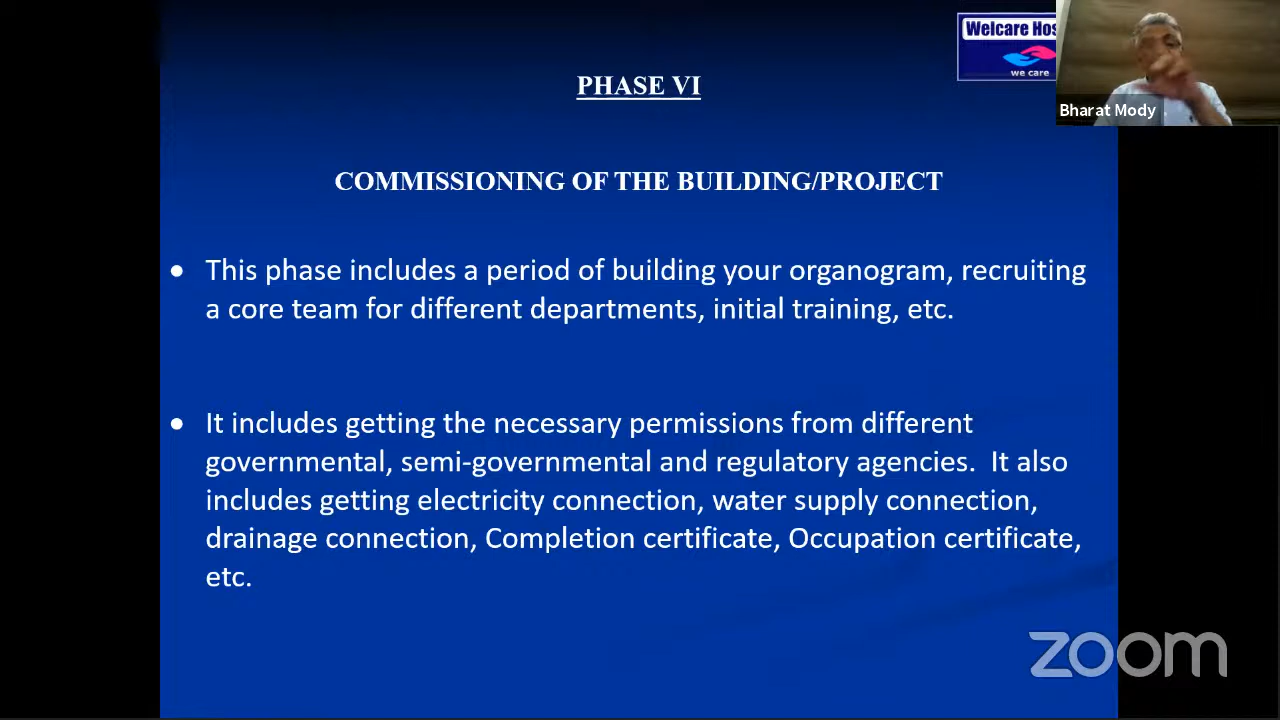 Welcare Hos
we care
Bharat Mody
PHASE VI
COMMISSIONING OF THE BUILDING/PROJECT
• This phase includes a period of building your organogram, recruiting
a core team for different departments, initial training, etc.
• It includes getting the necessary permissions from different
governmental, semi-governmental and regulatory agencies.  It also
includes getting electricity connection, water supply connection,
drainage connection, Completion certificate, Occupation certificate,
etc.
zoom